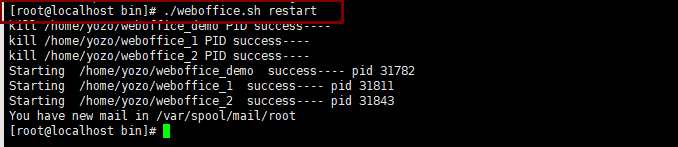 [root@localhost bin]# ./weboffice.sh restart
kill /home/yozo/weboffice_demo PID success----
kill /home/yozo/weboffice_1 PID success----
kill /home/yozo/weboffice_2 PID success----
Starting  /home/yozo/weboffice_demo  success---- pid 31782
Starting  /home/yozo/weboffice_1  success---- pid 31811
Starting  /home/yozo/weboffice_2  success---- pid 31843
You have new mail in /var/spool/mail/root
[root@localhost bin]#